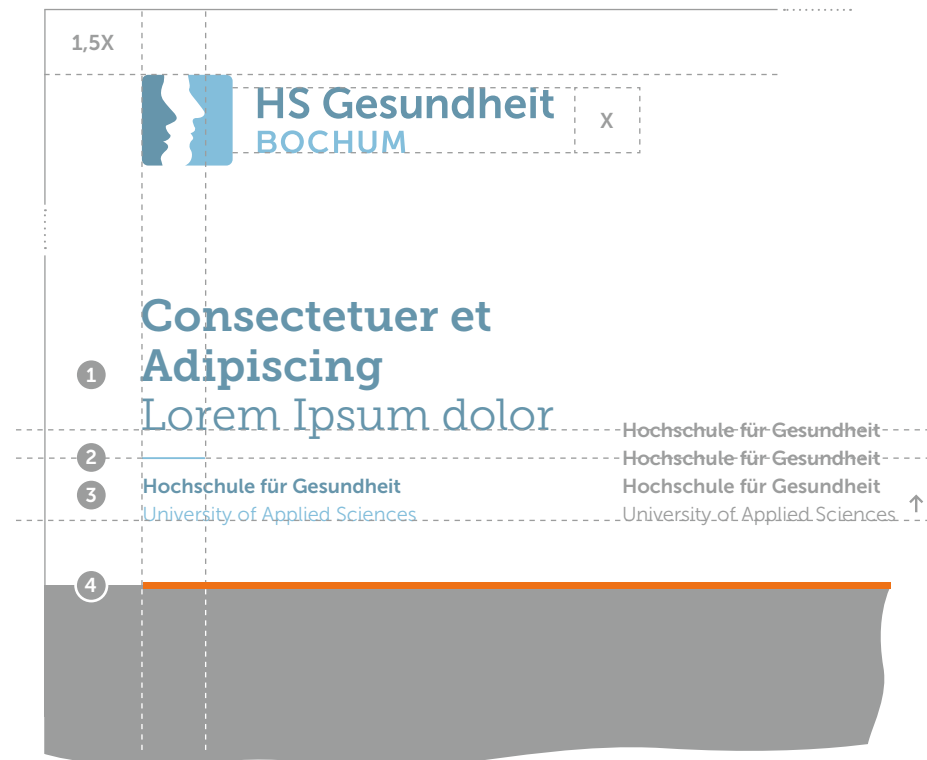 1,5X
HS Gesundheit
BOCHUM
X
Consectetuer et
1 Adipiscing
Lorem Ipsum dolor
Hochschule für Gesundheit
2 Hochschule für Gesundheit
3 Hochschule für Gesundheit Hochschule für Gesundheit
University of Applied Sciences University of Applied Sciences ↑
4